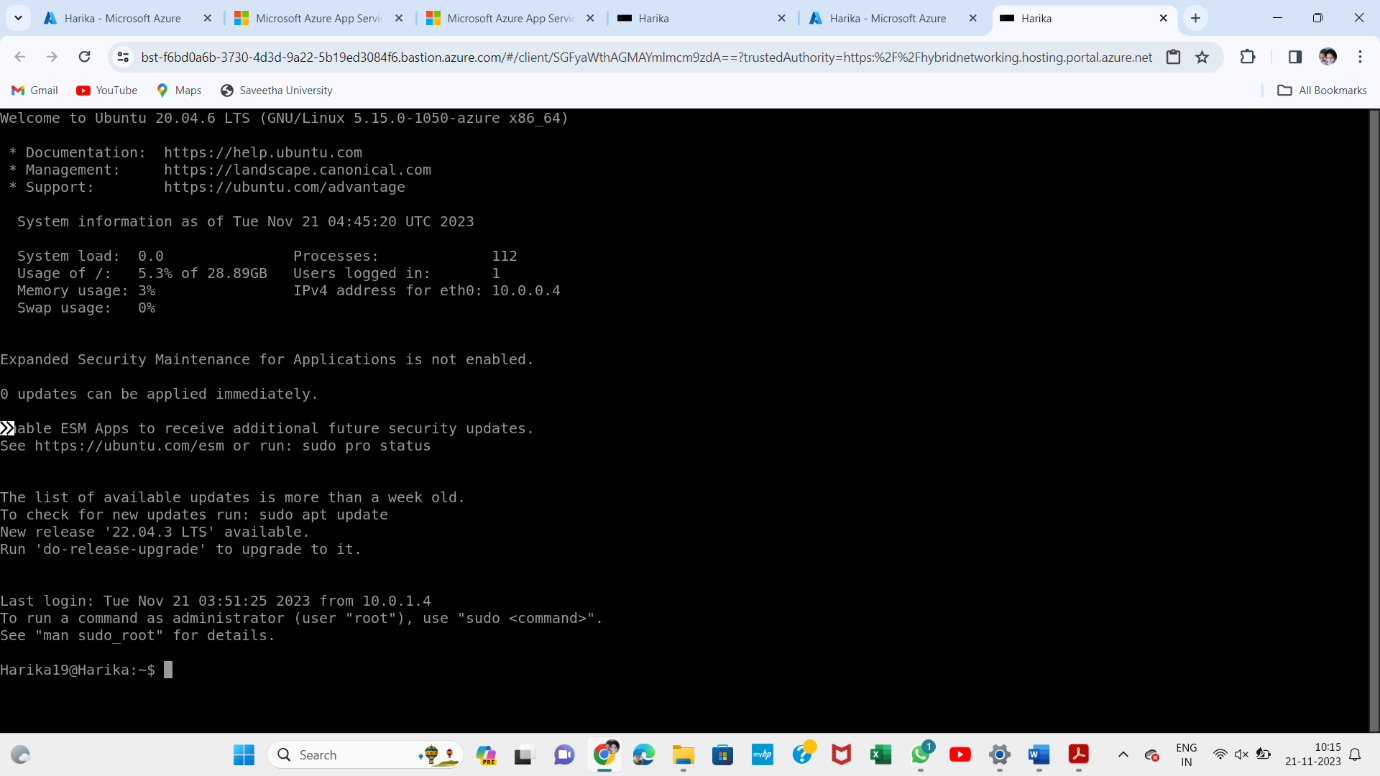 Harika - Microsoft Azure
Microsoft Azure App Servic
Microsoft Azure App Servic
Harika
Harika - Microsoft Azure
Harika
bst-f6bd0a6b-3730-4d3d-9a22-5b19ed3084f6.bastion.azure.com/#/client/SGFyaWthAGMAYmlmcm9zdA==?trustedAuthority=https:%2F%2Fhybridnetworking.hosting.portal.azure.net
Gmail
YouTube
Maps
Saveetha University
All Bookmarks
Welcome to Ubuntu 20.04.6 LTS (GNU/Linux 5.15.0-1050-azure x86_64)
* Documentation: https://help.ubuntu.com
* Management: https://landscape.canonical.com
* Support: https://ubuntu.com/advantage
System information as of Tue Nov 21 04:45:20 UTC 2023
System load: 0.0 Processes: 112
Usage of /: 5.3% of 28.89GB Users logged in: 1
Memory usage: 3% IPv4 address for eth0: 10.0.0.4
Swap usage: 0%
Expanded Security Maintenance for Applications is not enabled.
0 updates can be applied immediately.
able ESM Apps to receive additional future security updates.
See https://ubuntu.com/esm or run: sudo pro status
The list of available updates is more than a week old.
To check for new updates run: sudo apt update
New release '22.04.3 LTS' available.
Run 'do-release-upgrade' to upgrade to it.
Last login: Tue Nov 21 03:51:25 2023 from 10.0.1.4
To run a command as administrator (user "root"), use "sudo <command>".
See "man sudo_root" for details.
Harika19@Harika:~$
Search
PRE
myhp
1
ENG
IN
10:15
21-11-2023